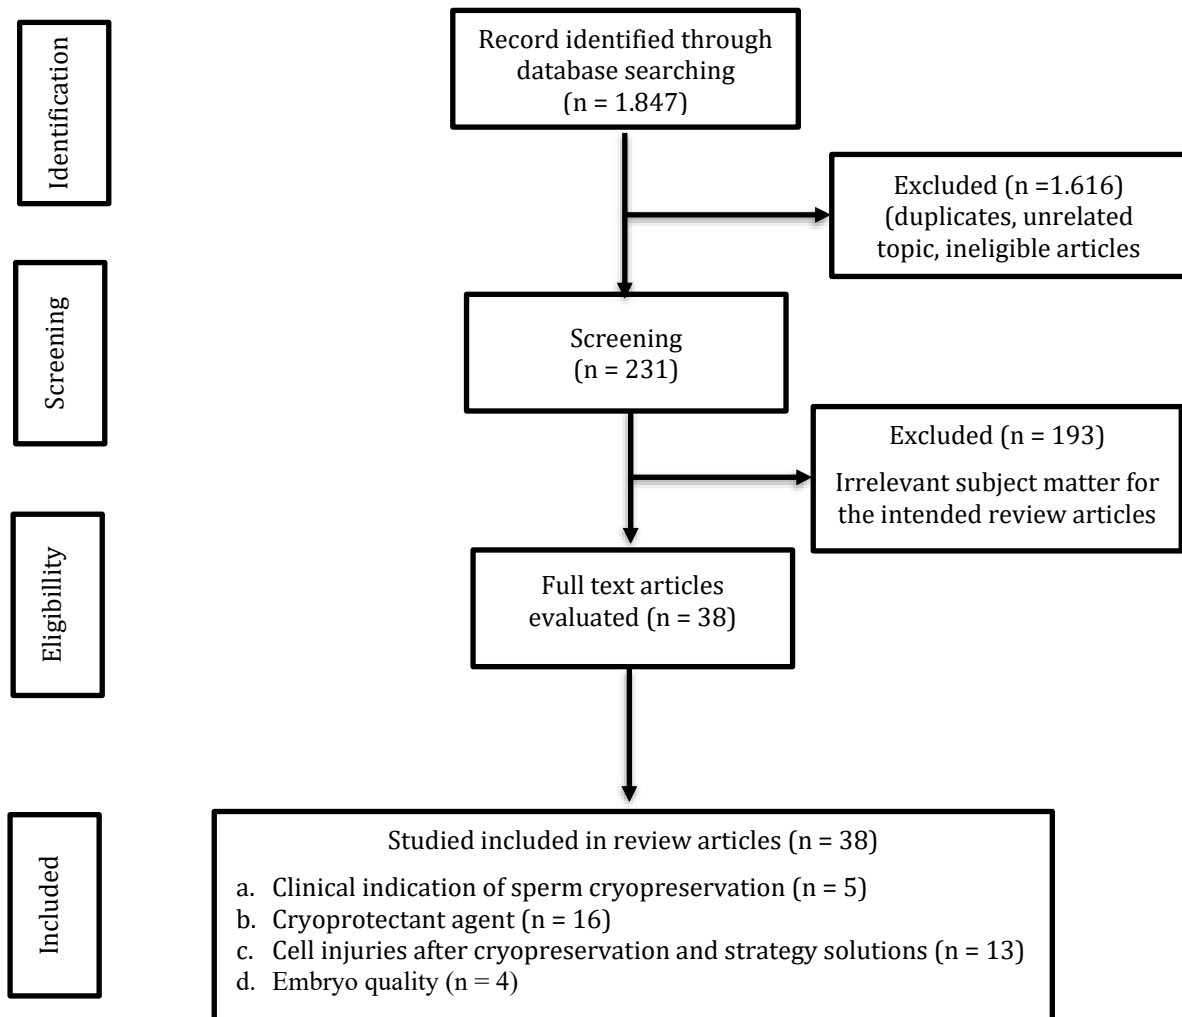 Identification
Record identified through
database searching
(n = 1.847)
Excluded (n =1.616)
(duplicates, unrelated
topic, ineligible articles
Screening
Screening
(n = 231)
Excluded (n = 193)
Irrelevant subject matter for
the intended review articles
Eligibillity
Full text articles
evaluated (n = 38)
Included
Studied included in review articles (n = 38)
a. Clinical indication of sperm cryopreservation (n = 5)
b. Cryoprotectant agent (n = 16)
c. Cell injuries after cryopreservation and strategy solutions (n = 13)
d. Embryo quality (n = 4)